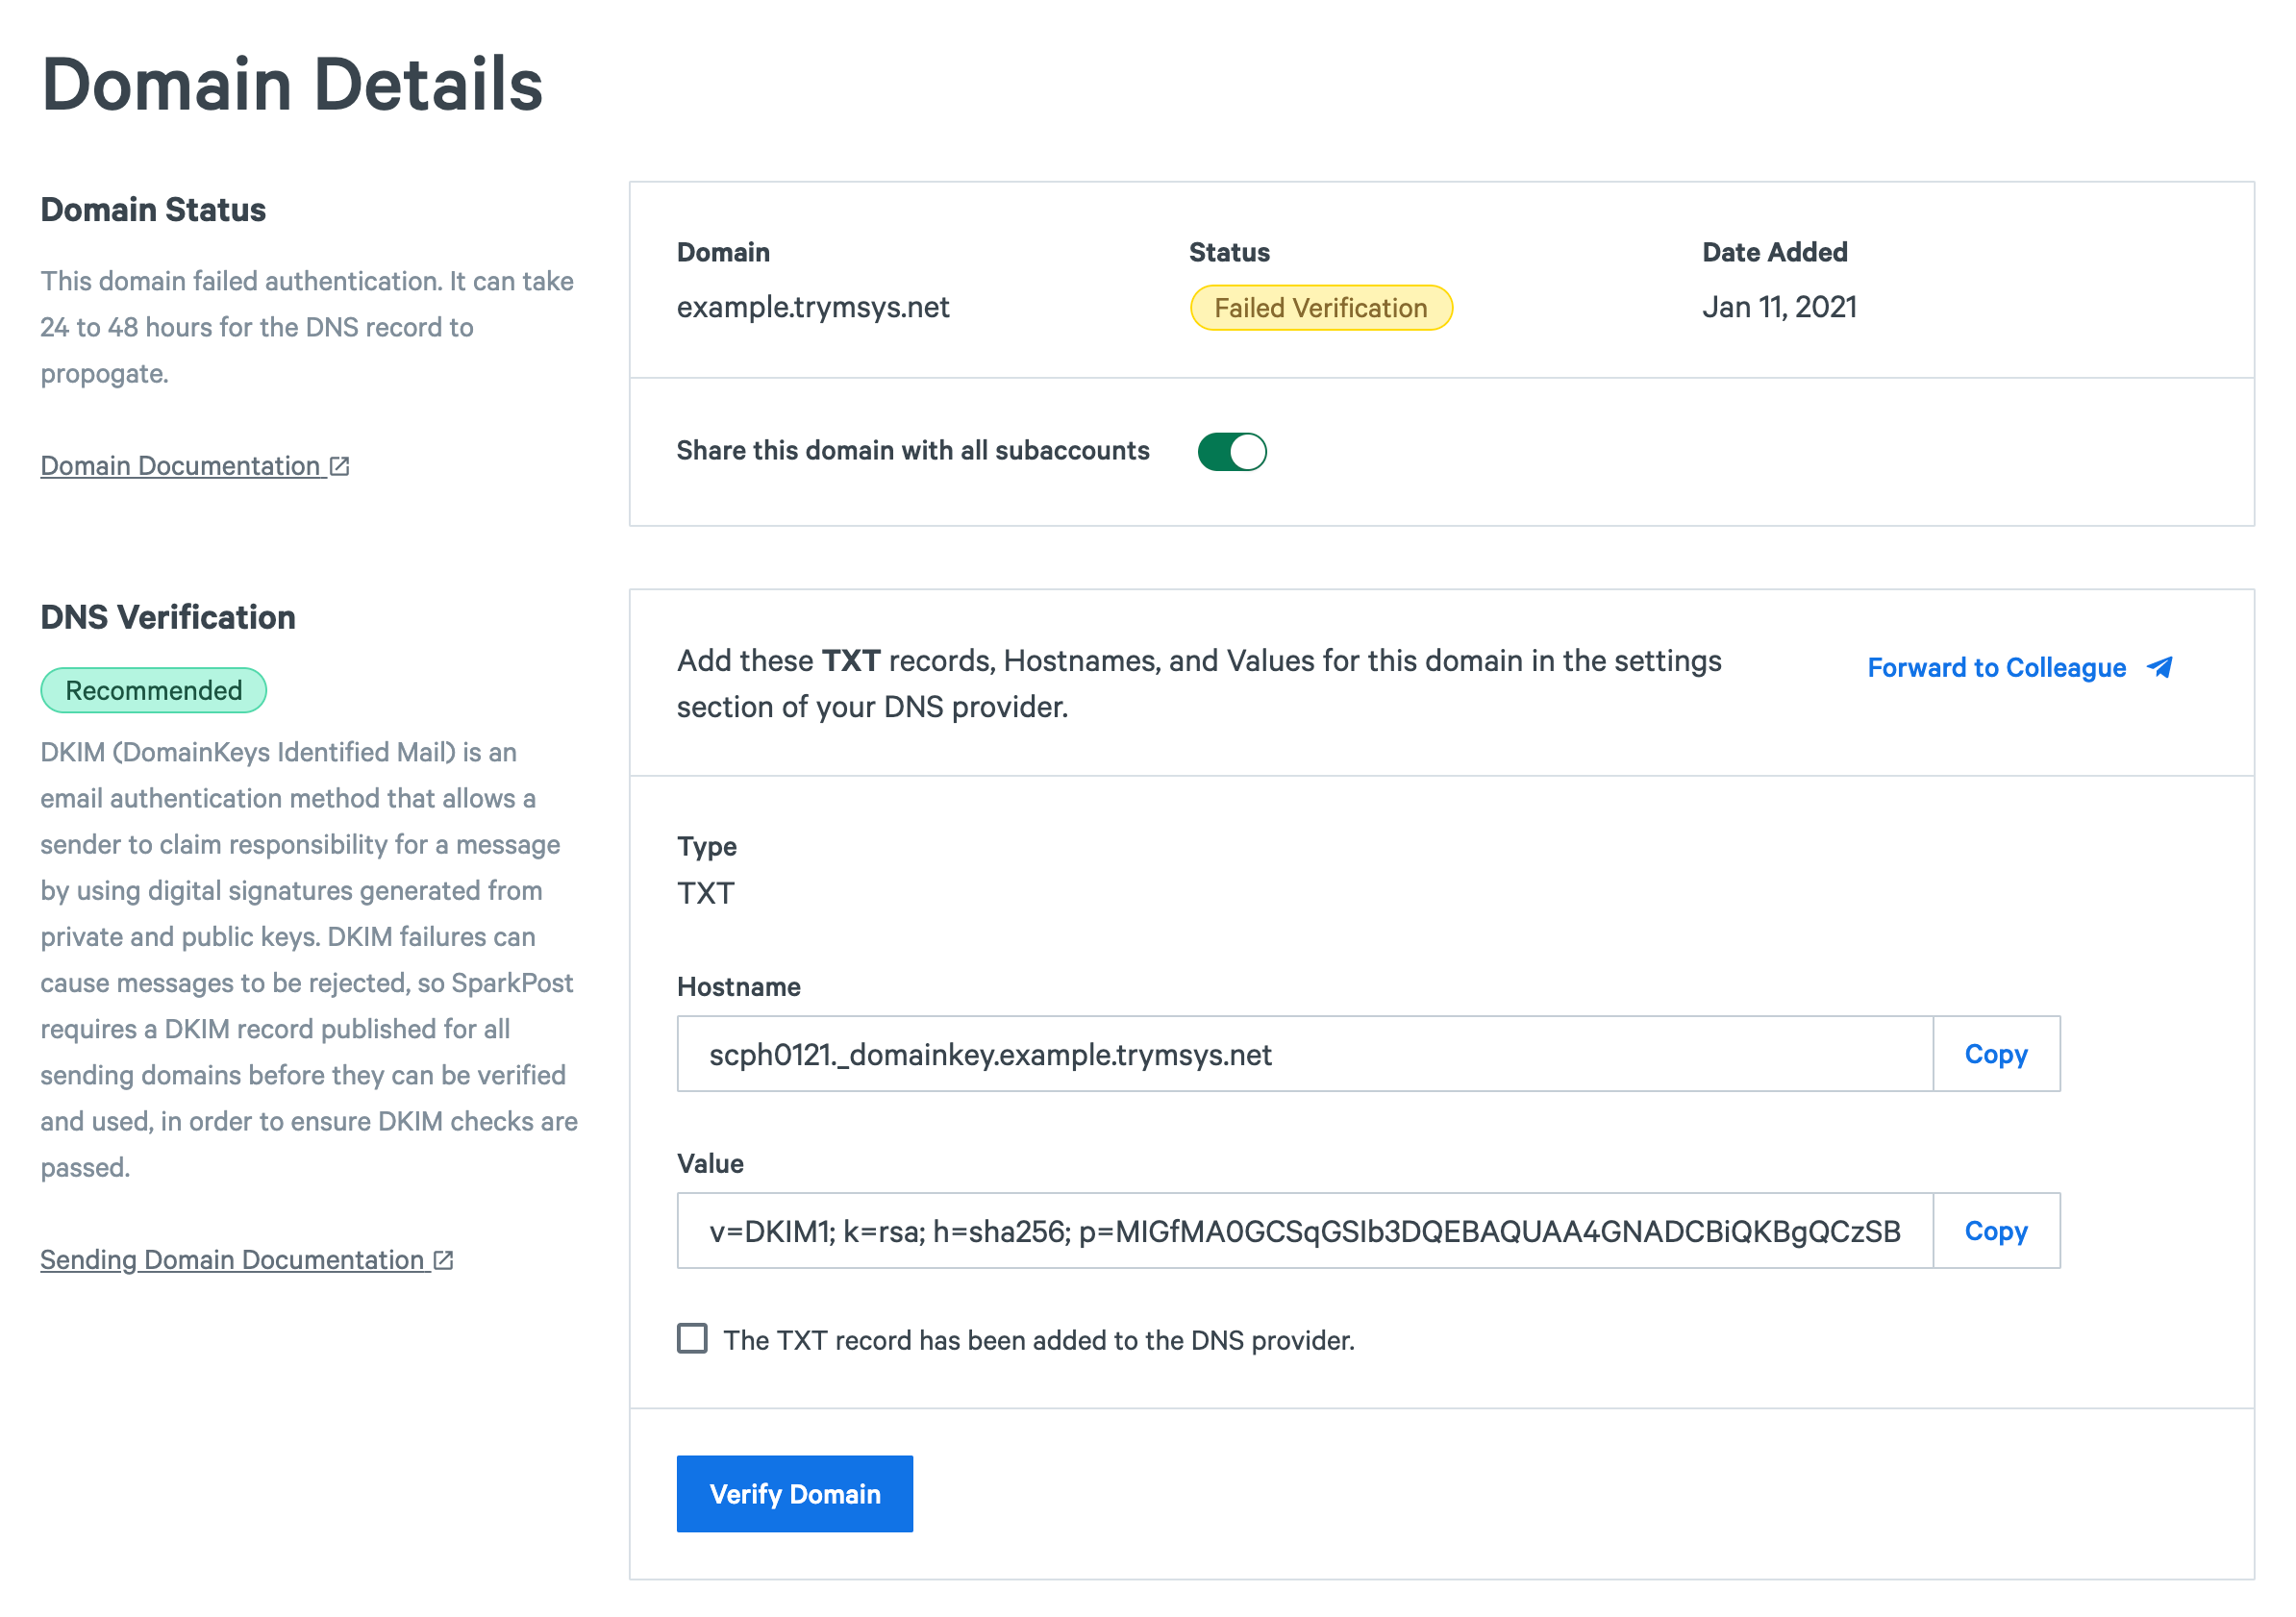 Domain Details
Domain Status
This domain failed authentication. It can take
24 to 48 hours for the DNS record to
propogate.
Domain Documentation
Domain
Status
Date Added
example.trymsys.net
Failed Verification
Jan 11, 2021
Share this domain with all subaccounts
DNS Verification
Recommended
DKIM (DomainKeys Identified Mail) is an
email authentication method that allows a
sender to claim responsibility for a message
by using digital signatures generated from
private and public keys. DKIM failures can
cause messages to be rejected, so SparkPost
requires a DKIM record published for all
sending domains before they can be verified
and used, in order to ensure DKIM checks are
passed.
Sending Domain Documentation
Add these TXT records, Hostnames, and Values for this domain in the settings
section of your DNS provider.
Forward to Colleague
Type
TXT
Hostname
scph0121._domainkey.example.trymsys.net
Copy
Value
v=DKIM1; k=rsa; h=sha256; p=MIGfMA0GCSqGSIb3DQEBAQUAA4GNADCBiQKBgQCzSB
Copy
The TXT record has been added to the DNS provider.
Verify Domain